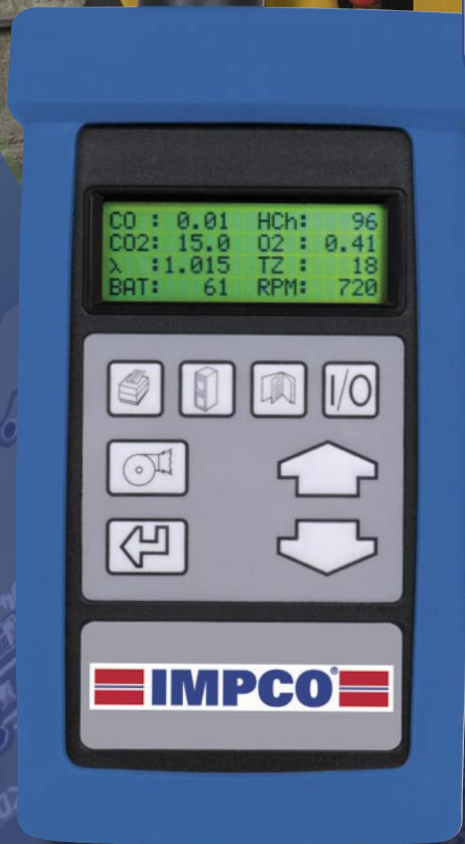 CO : 0.01 HCh: 96
CO2: 15.0 O2 : 0.41
λ :1.015 TZ : 18
BAT: 61 RPM: 720
I/O
IMPCO®